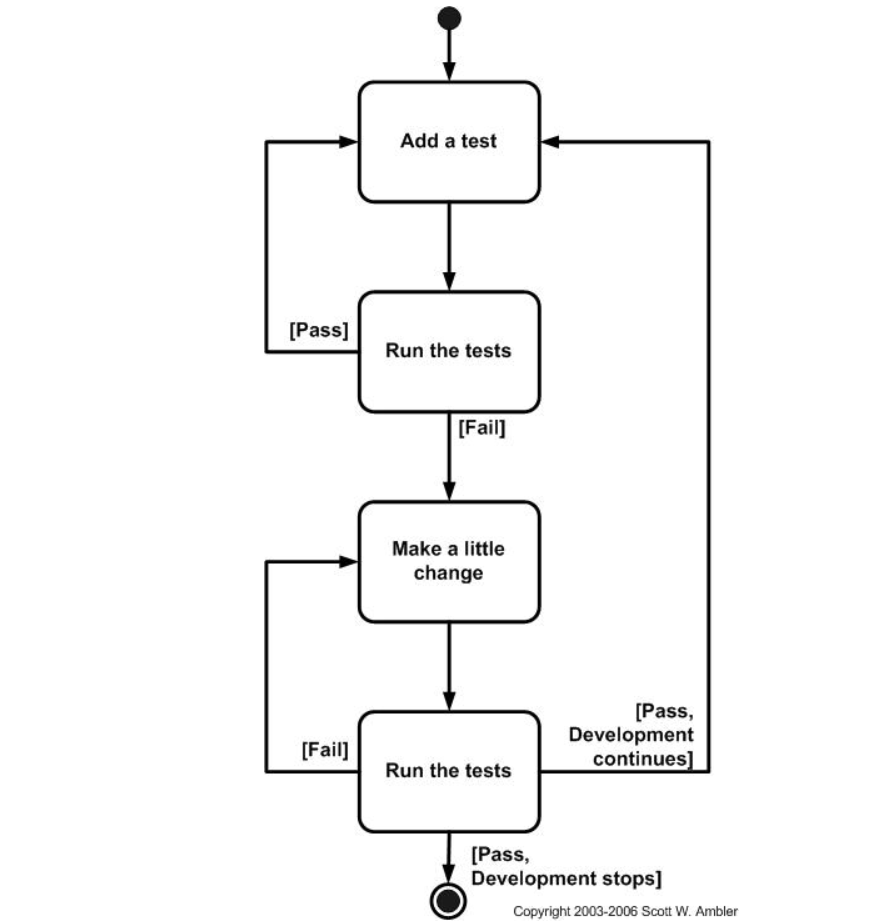 Add a test
[Pass]
Run the tests
[Fail]
Make a little
change
[Fail]
Run the tests
[Pass,
Development
continues]
[Pass,
Development stops]
Copyright 2003-2006 Scott W. Ambler